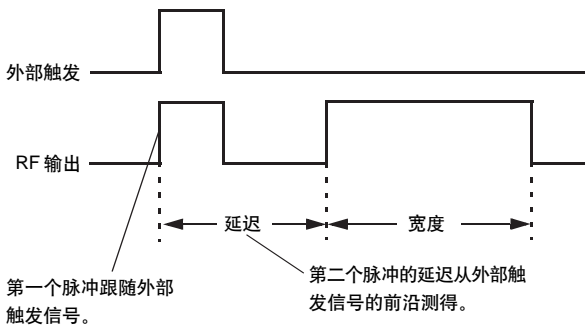 外部触发
RF 输出
延迟
宽度
第一个脉冲跟随外部
触发信号。
第二个脉冲的延迟从外部触
发信号的前沿测得。